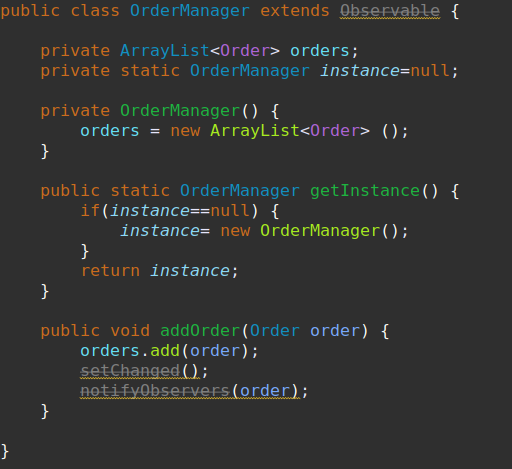 public class OrderManager extends Observable {
private ArrayList<Order> orders;
private static OrderManager instance=null;
private OrderManager() {
orders = new ArrayList<Order> ();
}
public static OrderManager getInstance() {
if(instance==null) {
instance= new OrderManager();
}
return instance;
}
public void addOrder(Order order) {
orders.add(order);
setChanged();
notifyObservers(order);
}
}